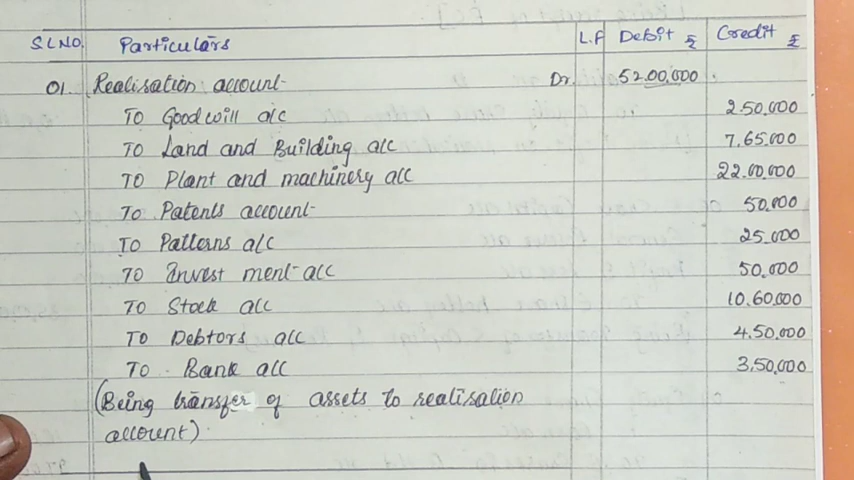 SLNO. Particulars L.F Debit ₹ Credit ₹
01. Realisation account Dr. 52,00,000
To Goodwill a/c 2,50,000
To Land and Building a/c 7,65,000
To Plant and machinery a/c 22,00,000
To Patents account 50,000
To Patterns a/c 25,000
To Invest ment a/c 50,000
To Stock a/c 10,60,000
To Debtors a/c 4,50,000
To Bank a/c 3,50,000
(Being transfer of assets to realisation
account)